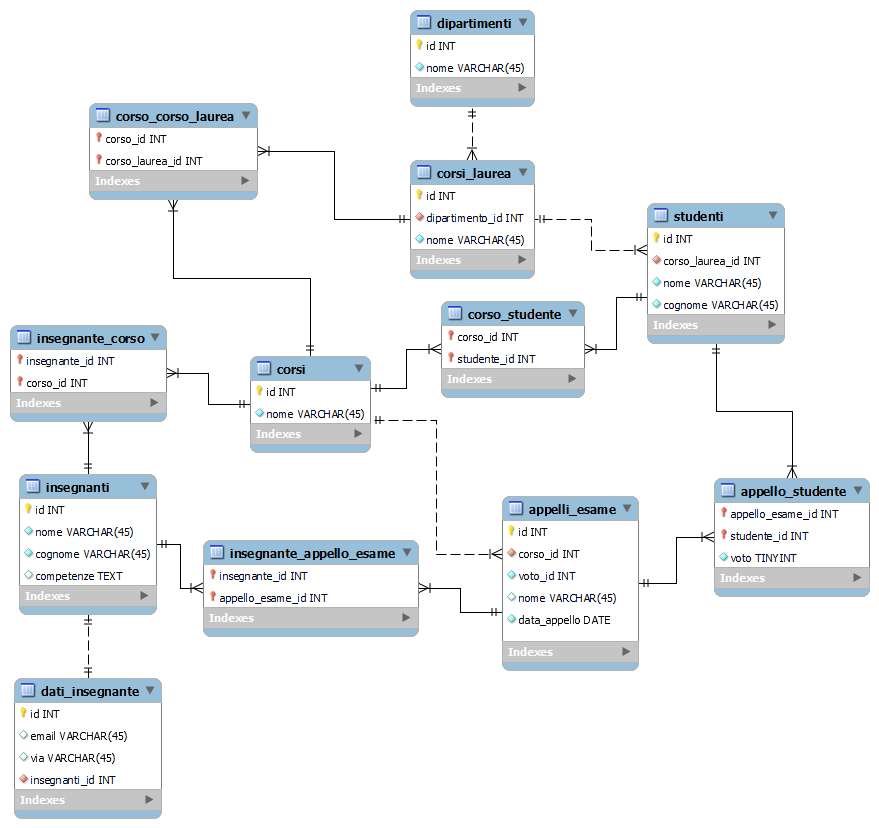 dipartimenti
id INT
nome VARCHAR(45)
Indexes
corso_corso_laurea
corso_id INT
corso_laurea_id INT
Indexes
corsi_laurea
id INT
dipartimento_id INT
nome VARCHAR(45)
Indexes
studenti
id INT
corso_laurea_id INT
nome VARCHAR(45)
cognome VARCHAR(45)
Indexes
corso_studente
corso_id INT
studente_id INT
Indexes
insegnante_corso
insegnante_id INT
corso_id INT
Indexes
corsi
id INT
nome VARCHAR(45)
Indexes
insegnanti
id INT
nome VARCHAR(45)
cognome VARCHAR(45)
competenze TEXT
Indexes
insegnante_appello_esame
insegnante_id INT
appello_esame_id INT
Indexes
appelli_esame
id INT
corso_id INT
voto_id INT
nome VARCHAR(45)
data_appello DATE
Indexes
appello_studente
appello_esame_id INT
studente_id INT
voto TINYINT
Indexes
dati_insegnante
id INT
email VARCHAR(45)
via VARCHAR(45)
insegnanti_id INT
Indexes